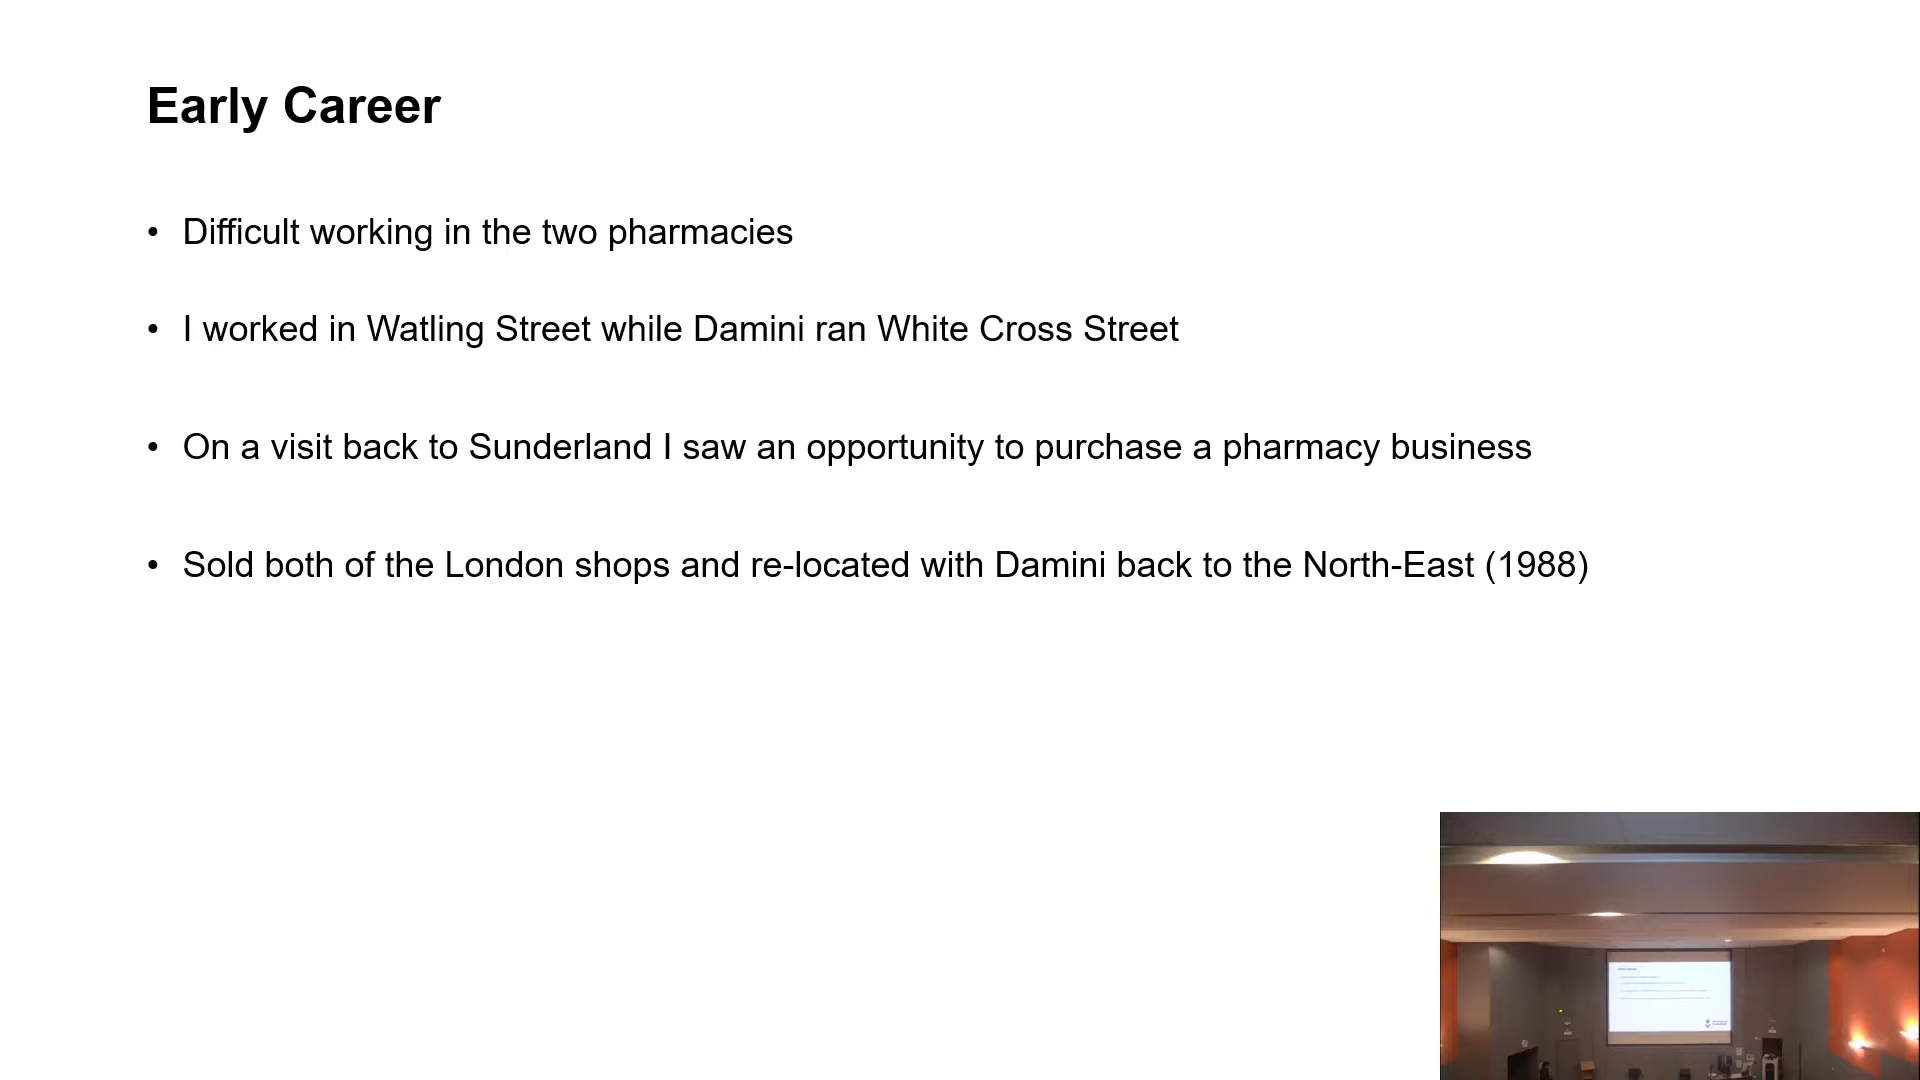 Early Career
• Difficult working in the two pharmacies
• I worked in Watling Street while Damini ran White Cross Street
• On a visit back to Sunderland I saw an opportunity to purchase a pharmacy business
• Sold both of the London shops and re-located with Damini back to the North-East (1988)